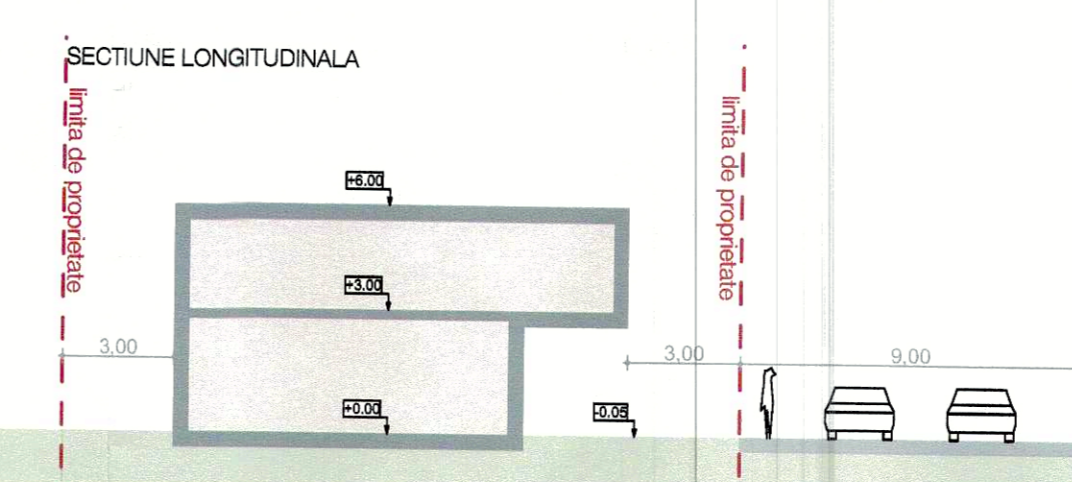 SECTIUNE LONGITUDINALA
limita de proprietate
limita de proprietate
+6.00
+3.00
3,00
3,00
9,00
+0.00
-0.05